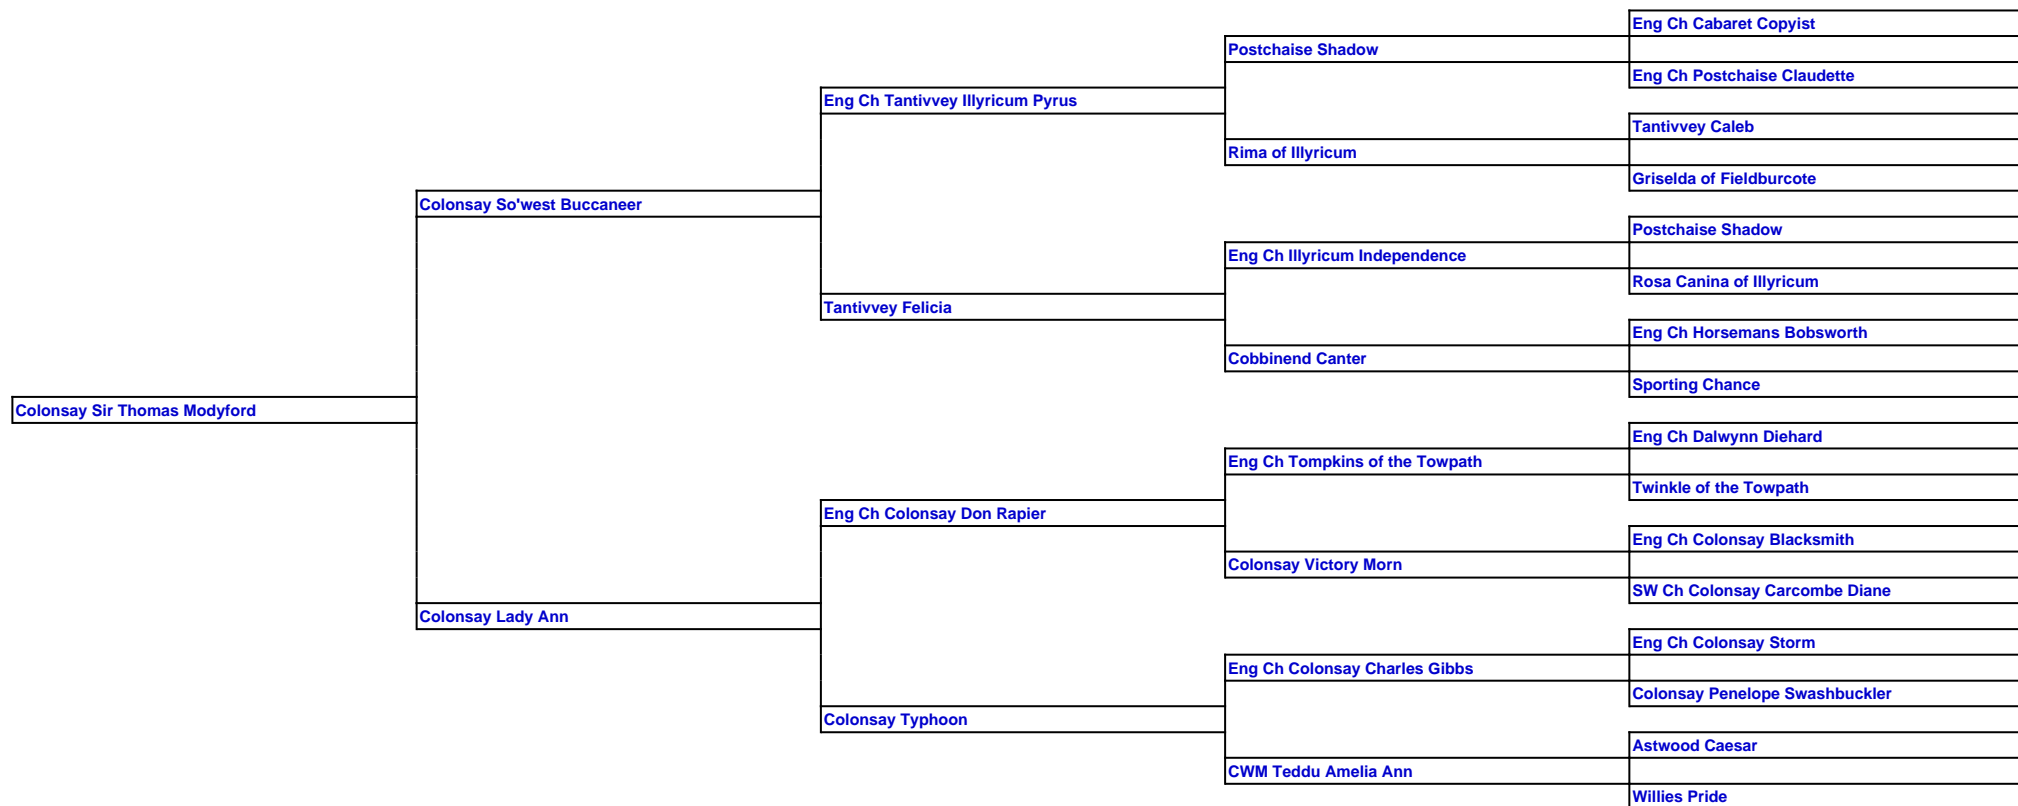 Eng Ch Cabaret Copyist
Postchaise Shadow
Eng Ch Postchaise Claudette
Eng Ch Tantivvey Illyricum Pyrus
Tantivvey Caleb
Rima of Illyricum
Griselda of Fieldburcote
Colonsay So'west Buccaneer
Postchaise Shadow
Eng Ch Illyricum Independence
Rosa Canina of Illyricum
Tantivvey Felicia
Eng Ch Horsemans Bobsworth
Cobbinend Canter
Sporting Chance
Colonsay Sir Thomas Modyford
Eng Ch Dalwynn Diehard
Eng Ch Tompkins of the Towpath
Twinkle of the Towpath
Eng Ch Colonsay Don Rapier
Eng Ch Colonsay Blacksmith
Colonsay Victory Morn
SW Ch Colonsay Carcombe Diane
Colonsay Lady Ann
Eng Ch Colonsay Storm
Eng Ch Colonsay Charles Gibbs
Colonsay Penelope Swashbuckler
Colonsay Typhoon
Astwood Caesar
CWM Teddu Amelia Ann
Willies Pride